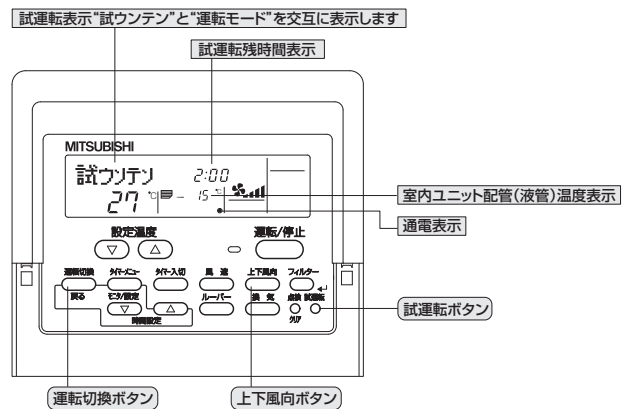 試運転表示“試ウンテン”と“運転モード”を交互に表示します
試運転残時間表示
MITSUBISHI
試ウンテン 2:00
27 ℃ - 15 ℃
室内ユニット配管(液管)温度表示
通電表示
設定温度 運転/停止
▽ △
運転切換 タイマーメニュー タイマー入切 風 速 上下風向 フィルター
戻る モニタ/設定 ルーバー 換 気 点検 試運転
▽ △
時間設定 クリア
試運転ボタン
運転切換ボタン 上下風向ボタン